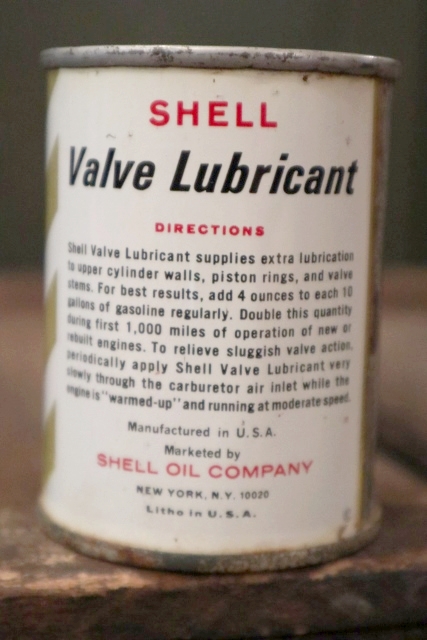 SHELL
Valve Lubricant
DIRECTIONS
Shell Valve Lubricant supplies extra lubrication
to upper cylinder walls, piston rings, and valve
stems. For best results, add 4 ounces to each 10
gallons of gasoline regularly. Double this quantity
during first 1,000 miles of operation of new or
rebuilt engines. To relieve sluggish valve action,
periodically apply Shell Valve Lubricant very
slowly through the carburetor air inlet while the
engine is "warmed-up" and running at moderate speed.
Manufactured in U.S.A.
Marketed by
SHELL OIL COMPANY
NEW YORK, N.Y. 10020
Litho in U.S.A.